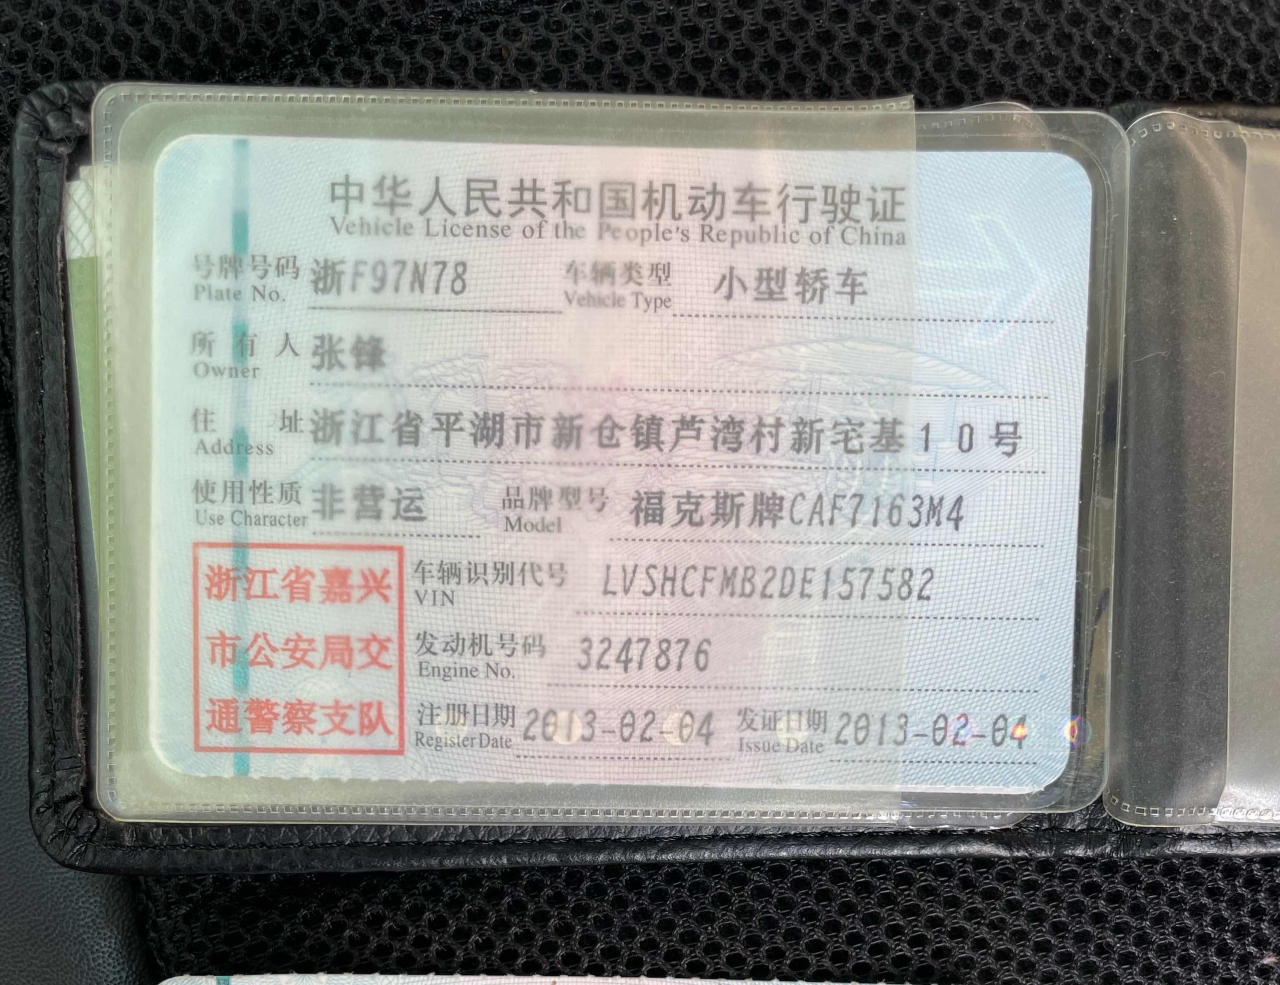 中华人民共和国机动车行驶证
Vehicle License of the People's Republic of China
号牌号码 浙F97N78 车辆类型 小型轿车
Plate No. Vehicle Type
所有人 张锋
Owner
住址 浙江省平湖市新仓镇芦湾村新宅基10号
Address
使用性质 非营运 品牌型号 福克斯牌CAF7163M4
Use Character Model
浙江省嘉兴
市公安局交
通警察支队
车辆识别代号 LVSHCFMB2DE157582
VIN
发动机号码 3247876
Engine No.
注册日期 2013-02-04 发证日期 2013-02-04
Register Date Issue Date